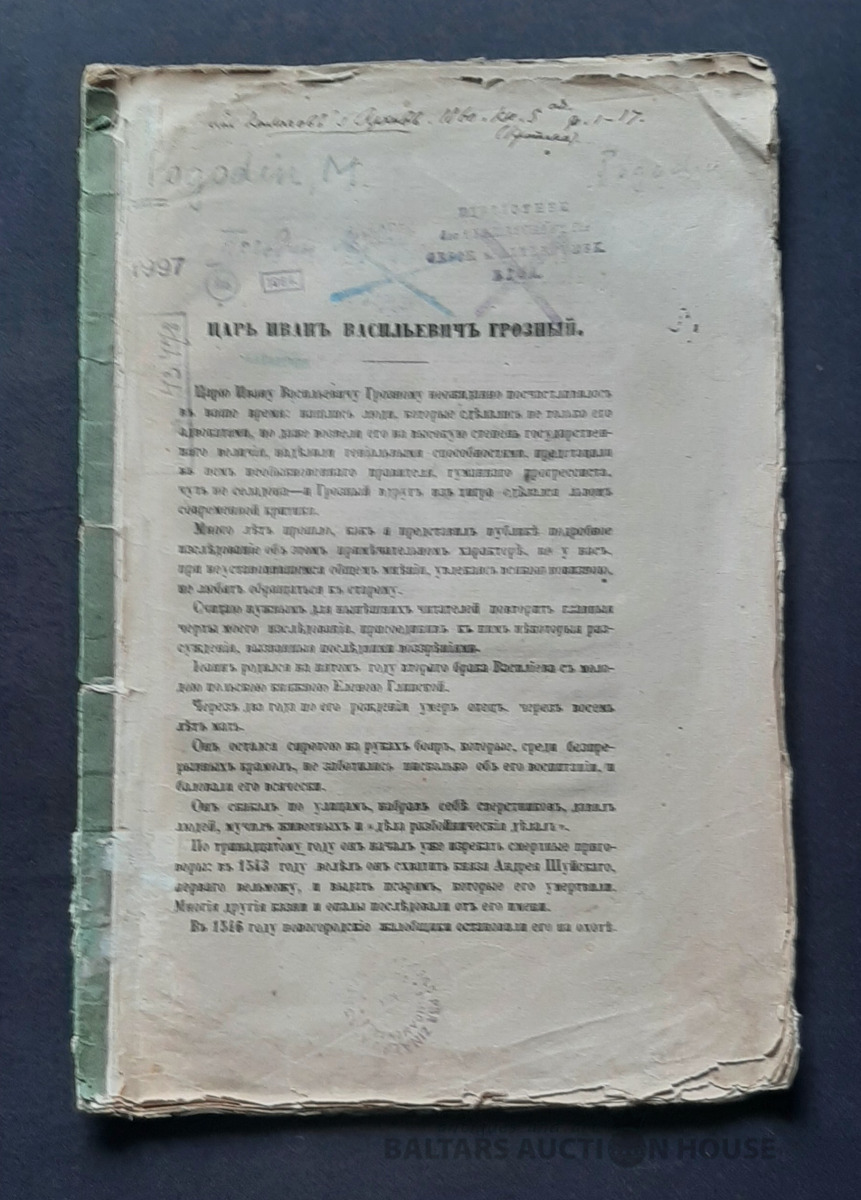 Pogodin, M.
1997
ЦАРЬ ИВАНЪ ВАСИЛЬЕВИЧЪ ГРОЗНЫЙ.
Царю Ивану Васильевичу Грозному неожиданно посчастливилось
въ наше время: нашлись люди, которые сдѣлались не только его
адвокатами, но даже возвели его на высокую степень государствен-
наго величія, надѣлили геніальными способностями, представили
въ немъ необыкновеннаго правителя, гуманнаго прогрессиста,
чуть не селадона—и Грозный вдругъ изъ тигра сдѣлался львомъ
современной критики.
Много лѣтъ прошло, какъ я представилъ публикѣ подробное
изслѣдованіе объ этомъ примѣчательномъ характерѣ, но у насъ,
при неустановившемся общемъ мнѣніи, увлекаясь всякою новизною,
не любятъ обращаться къ старому.
Считаю нужнымъ для нынѣшнихъ читателей повторить главныя
черты моего изслѣдованія, присоединивъ къ нимъ нѣкоторыя раз-
сужденія, вызванныя послѣдними воззрѣніями.
Іоаннъ родился на пятомъ году втораго брака Василіева съ моло-
дою польскою княжною Еленою Глинской.
Черезъ два года по его рожденіи умеръ отецъ, черезъ восемь
лѣтъ мать.
Онъ остался сиротою на рукахъ бояръ, которые, среди безпре-
рывныхъ крамолъ, не заботились нисколько объ его воспитаніи, и
баловали его всячески.
Онъ скакалъ по улицамъ, набравъ себѣ сверстниковъ, давилъ
людей, мучилъ животныхъ и «дѣла разбойническія дѣлалъ».
По тринадцатому году онъ началъ уже изрекать смертные приго-
воры: въ 1543 году велѣлъ онъ схватить князя Андрея Шуйскаго,
перваго вельможу, и выдать псарямъ, которые его умертвили.
Многія другія казни и опалы послѣдовали отъ его имени.
Въ 1546 году новогородскіе жалобщики остановили его на охотѣ.
BALTARS AUCTION HOUSE